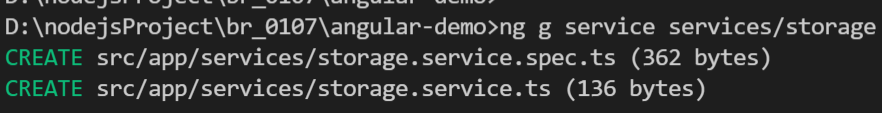 D:\nodejsProject\br_0107\angular-demo>ng g service services/storage
CREATE src/app/services/storage.service.spec.ts (362 bytes)
CREATE src/app/services/storage.service.ts (136 bytes)